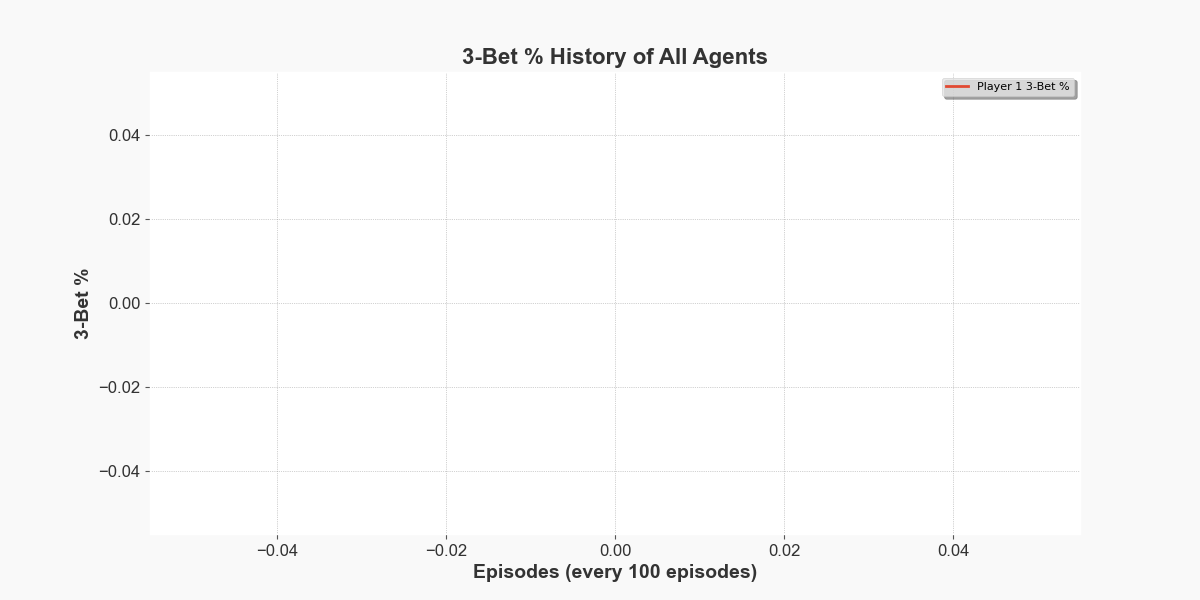 3-Bet % History of All Agents
Player 1 3-Bet %
0.04
0.02
0.00
−0.02
−0.04
3-Bet %
−0.04 −0.02 0.00 0.02 0.04
Episodes (every 100 episodes)